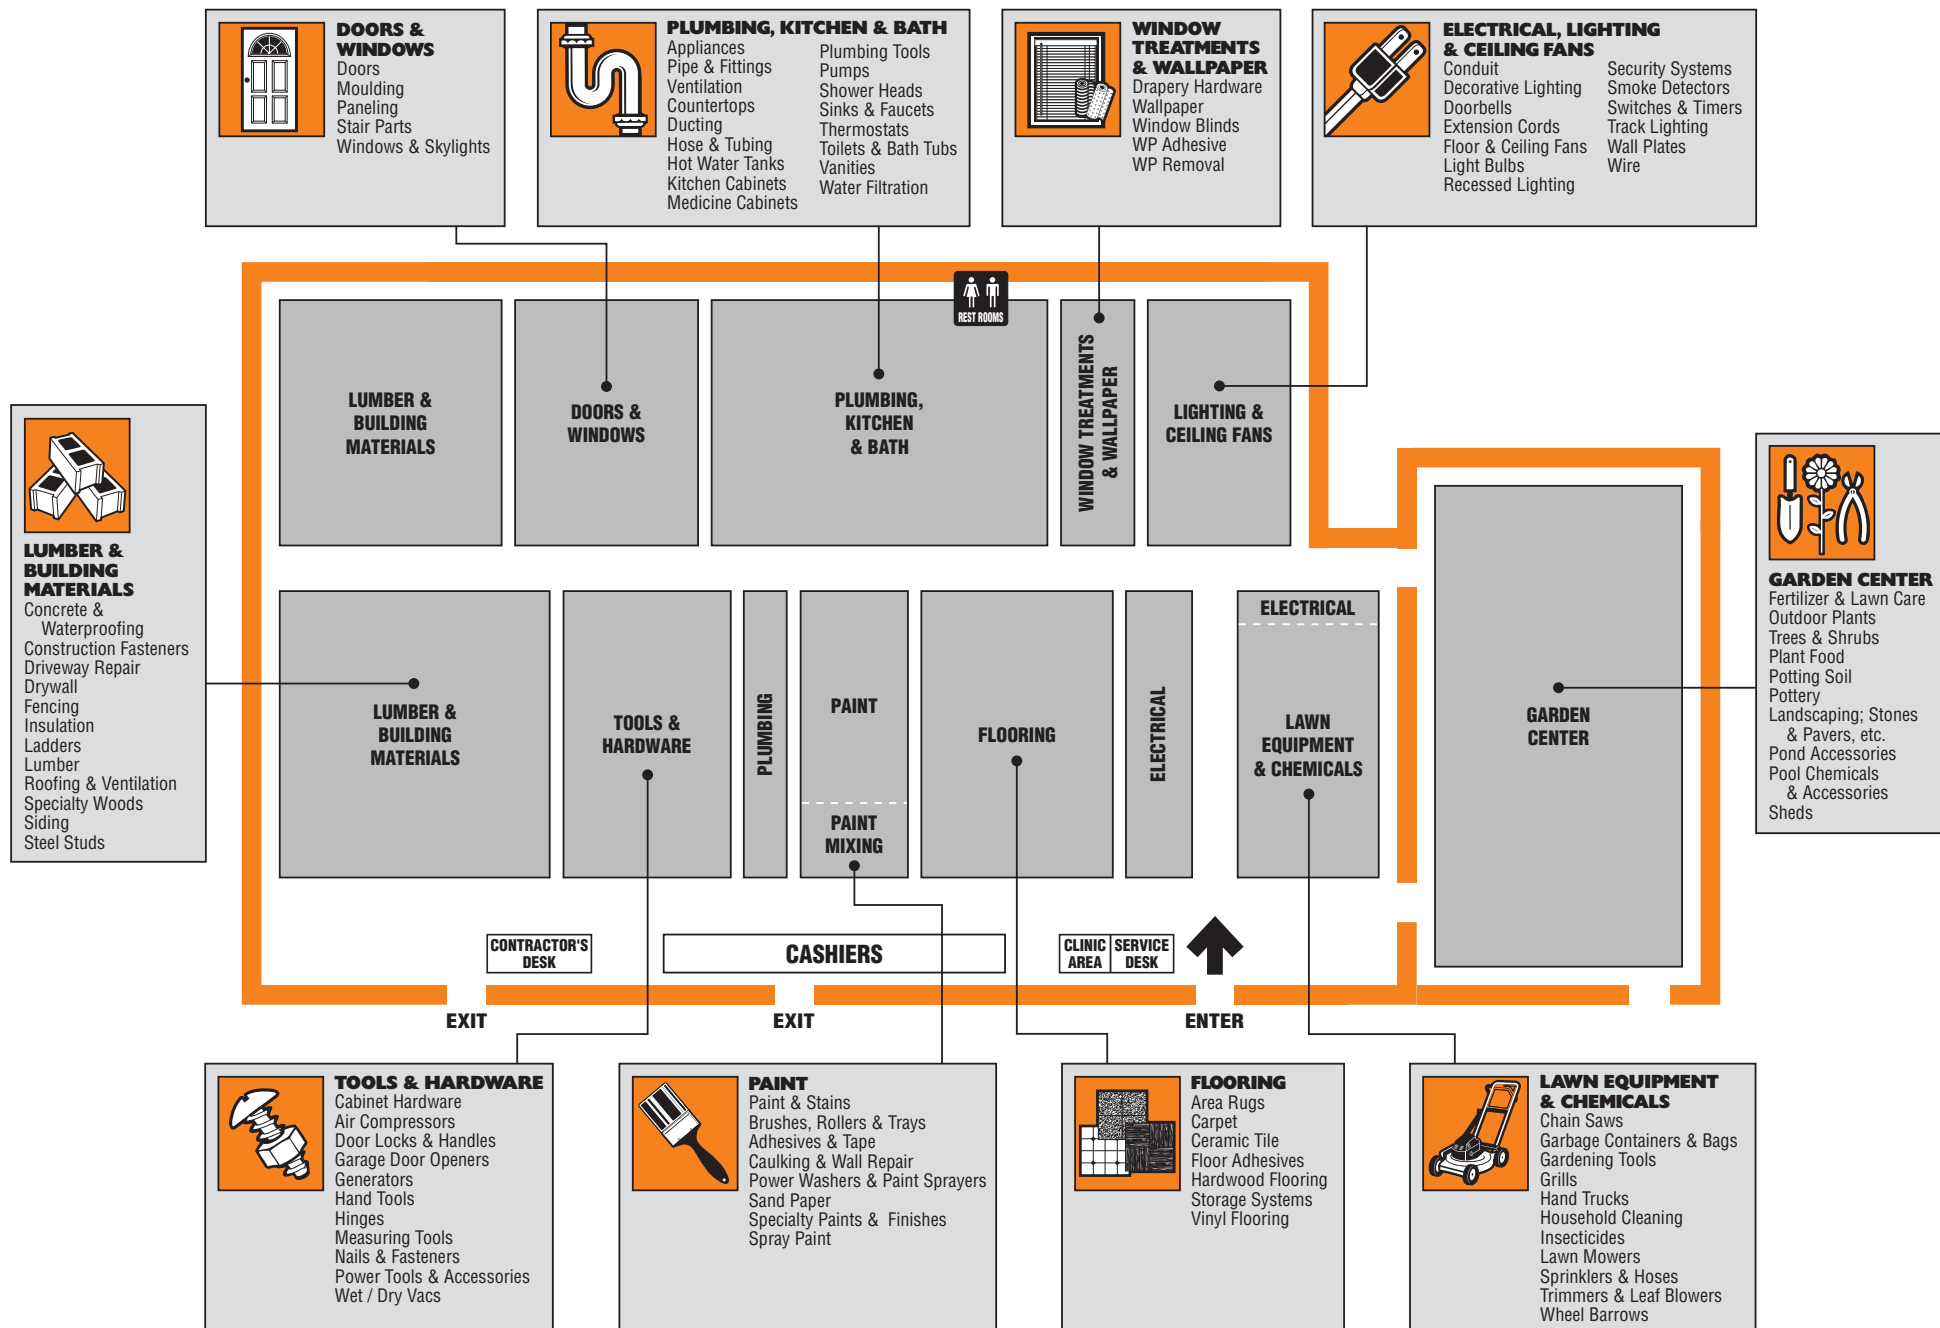 DOORS &
WINDOWS
Doors
Moulding
Paneling
Stair Parts
Windows & Skylights
PLUMBING, KITCHEN & BATH
Appliances
Pipe & Fittings
Ventilation
Countertops
Ducting
Hose & Tubing
Hot Water Tanks
Kitchen Cabinets
Medicine Cabinets
Plumbing Tools
Pumps
Shower Heads
Sinks & Faucets
Thermostats
Toilets & Bath Tubs
Vanities
Water Filtration
WINDOW
TREATMENTS
& WALLPAPER
Drapery Hardware
Wallpaper
Window Blinds
WP Adhesive
WP Removal
ELECTRICAL, LIGHTING
& CEILING FANS
Conduit
Decorative Lighting
Doorbells
Extension Cords
Floor & Ceiling Fans
Light Bulbs
Recessed Lighting
Security Systems
Smoke Detectors
Switches & Timers
Track Lighting
Wall Plates
Wire
REST ROOMS
LUMBER &
BUILDING
MATERIALS
DOORS &
WINDOWS
PLUMBING,
KITCHEN
& BATH
WINDOW TREATMENTS
& WALLPAPER
LIGHTING &
CEILING FANS
LUMBER &
BUILDING
MATERIALS
Concrete &
Waterproofing
Construction Fasteners
Driveway Repair
Drywall
Fencing
Insulation
Ladders
Lumber
Roofing & Ventilation
Specialty Woods
Siding
Steel Studs
LUMBER &
BUILDING
MATERIALS
TOOLS &
HARDWARE
PLUMBING
PAINT
PAINT
MIXING
FLOORING
ELECTRICAL
ELECTRICAL
LAWN
EQUIPMENT
& CHEMICALS
GARDEN
CENTER
GARDEN CENTER
Fertilizer & Lawn Care
Outdoor Plants
Trees & Shrubs
Plant Food
Potting Soil
Pottery
Landscaping; Stones
& Pavers, etc.
Pond Accessories
Pool Chemicals
& Accessories
Sheds
CONTRACTOR'S
DESK
CASHIERS
CLINIC
AREA
SERVICE
DESK
EXIT
EXIT
ENTER
TOOLS & HARDWARE
Cabinet Hardware
Air Compressors
Door Locks & Handles
Garage Door Openers
Generators
Hand Tools
Hinges
Measuring Tools
Nails & Fasteners
Power Tools & Accessories
Wet / Dry Vacs
PAINT
Paint & Stains
Brushes, Rollers & Trays
Adhesives & Tape
Caulking & Wall Repair
Power Washers & Paint Sprayers
Sand Paper
Specialty Paints & Finishes
Spray Paint
FLOORING
Area Rugs
Carpet
Ceramic Tile
Floor Adhesives
Hardwood Flooring
Storage Systems
Vinyl Flooring
LAWN EQUIPMENT
& CHEMICALS
Chain Saws
Garbage Containers & Bags
Gardening Tools
Grills
Hand Trucks
Household Cleaning
Insecticides
Lawn Mowers
Sprinklers & Hoses
Trimmers & Leaf Blowers
Wheel Barrows